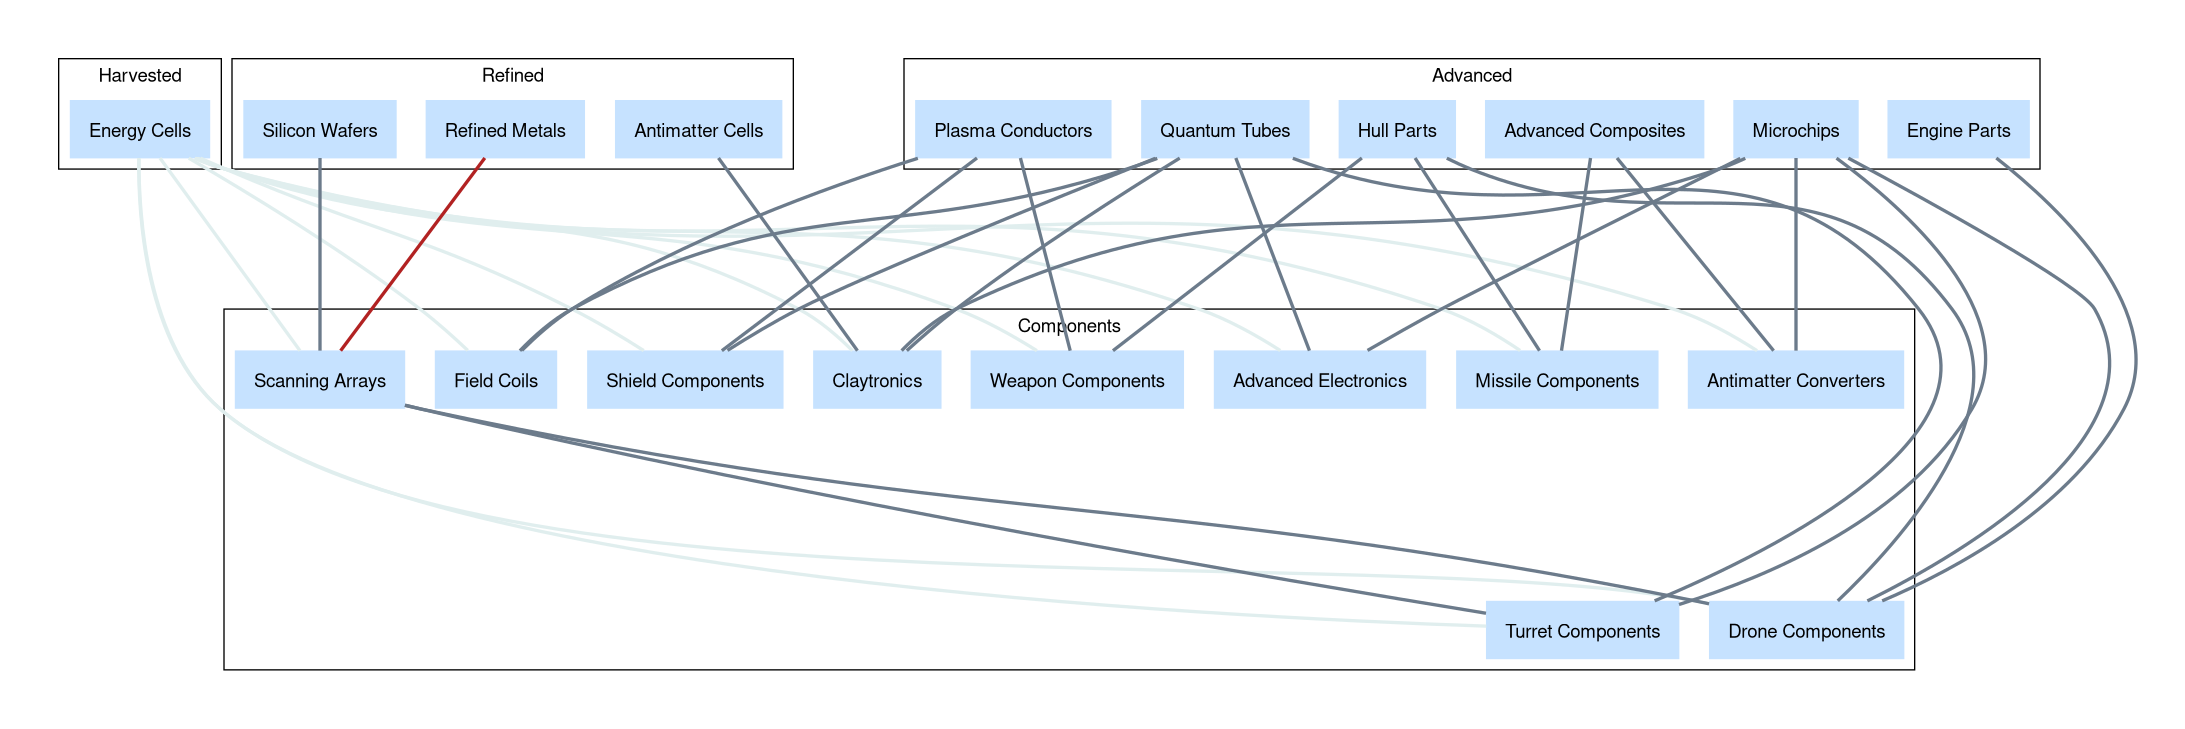 Harvested
Refined
Advanced
Energy Cells
Silicon Wafers
Refined Metals
Antimatter Cells
Plasma Conductors
Quantum Tubes
Hull Parts
Advanced Composites
Microchips
Engine Parts
Components
Scanning Arrays
Field Coils
Shield Components
Claytronics
Weapon Components
Advanced Electronics
Missile Components
Antimatter Converters
Turret Components
Drone Components